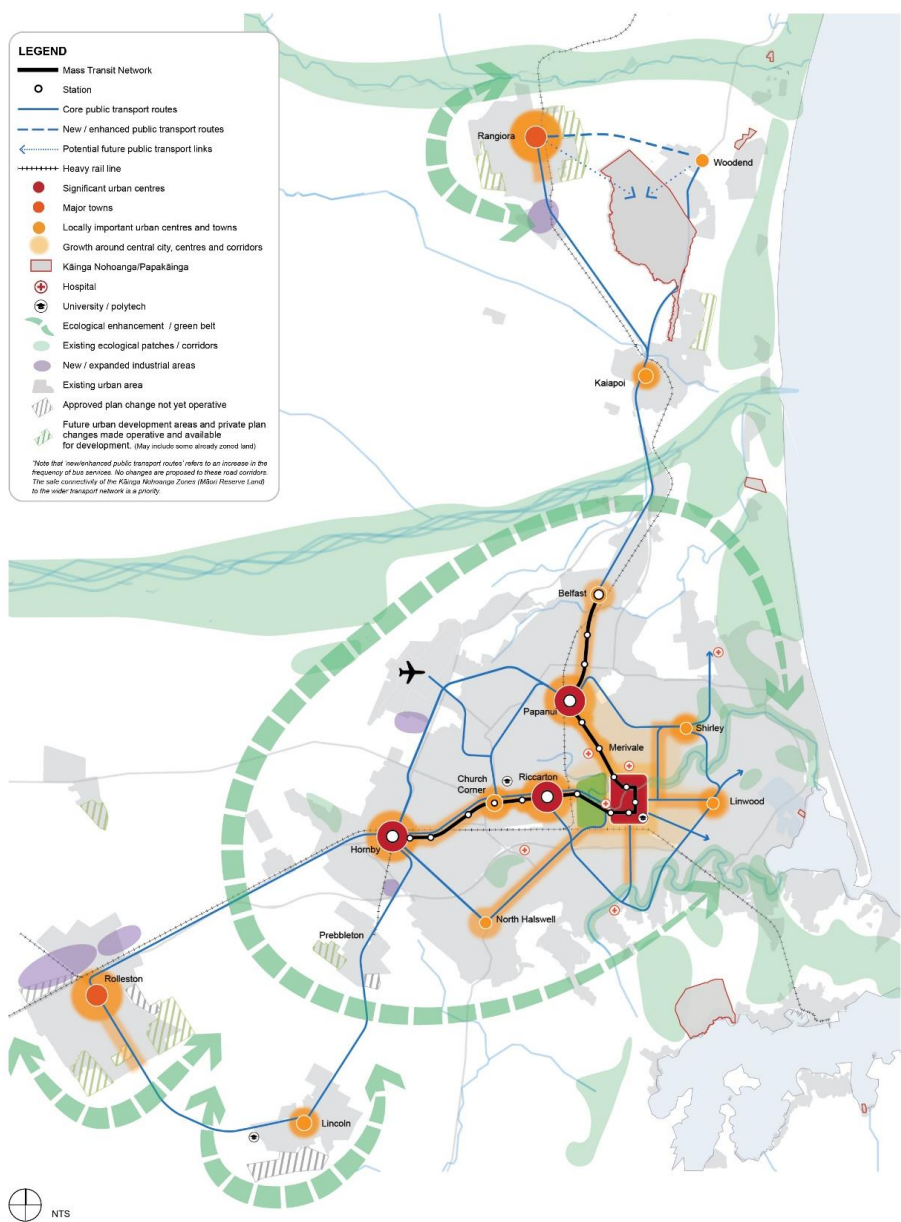 LEGEND
Mass Transit Network
Station
Core public transport routes
New / enhanced public transport routes
Potential future public transport links
Heavy rail line
Significant urban centres
Major towns
Locally important urban centres and towns
Growth around central city, centres and corridors
Kāinga Nohoanga/Papakāinga
Hospital
University / polytech
Ecological enhancement / green belt
Existing ecological patches / corridors
New / expanded industrial areas
Existing urban area
Approved plan change not yet operative
Future urban development areas and private plan
changes made operative and available
for development. (May include some already zoned land)
"Note that 'new/enhanced public transport routes' refers to an increase in the
frequency of bus services. No changes are proposed to these road corridors.
The safe connectivity of the Kāinga Nohoanga Zones (Māori Reserve Land)
to the wider transport network is a priority.
Rangiora
Woodend
Kaiapoi
Belfast
Papanui
Shirley
Merivale
Church
Corner
Riccarton
Linwood
Hornby
North Halswell
Prebbleton
Rolleston
Lincoln
NTS